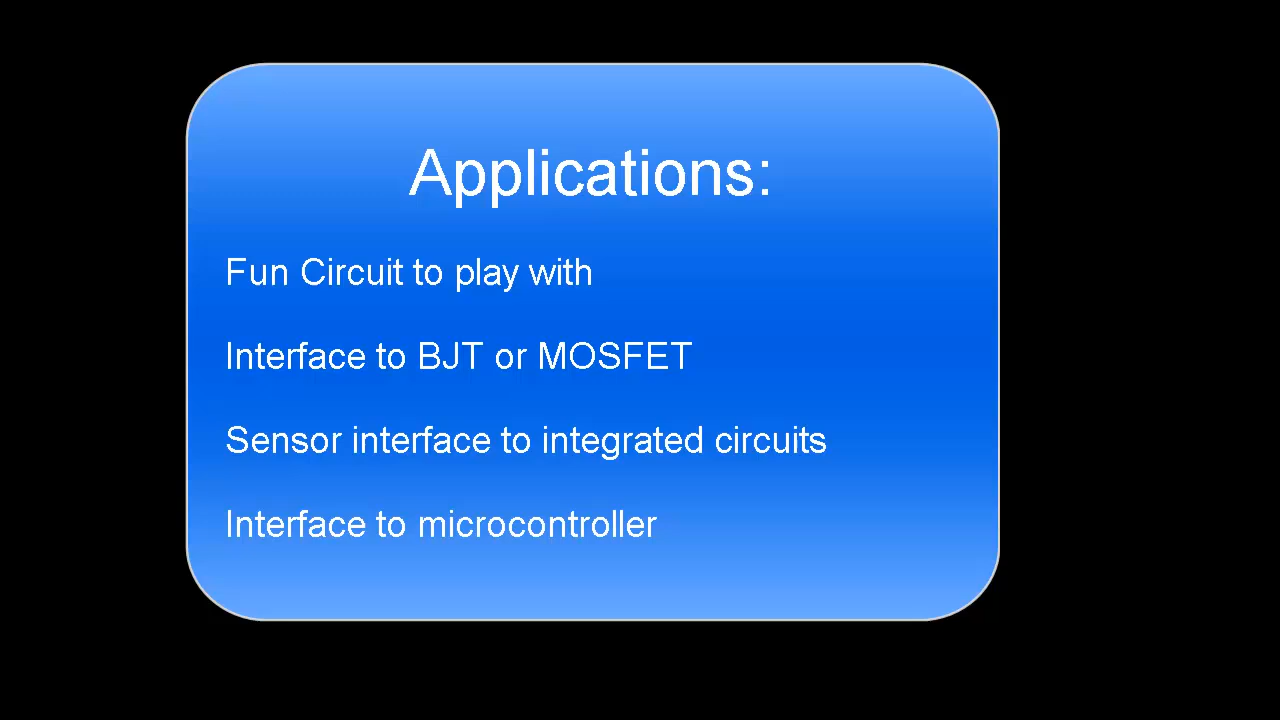 Applications:
Fun Circuit to play with
Interface to BJT or MOSFET
Sensor interface to integrated circuits
Interface to microcontroller